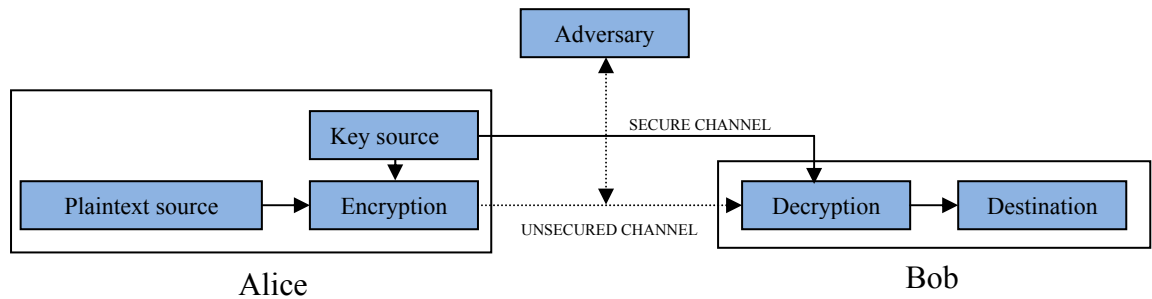 Adversary
SECURE CHANNEL
Key source
Plaintext source
Encryption
Decryption
Destination
UNSECURED CHANNEL
Alice
Bob